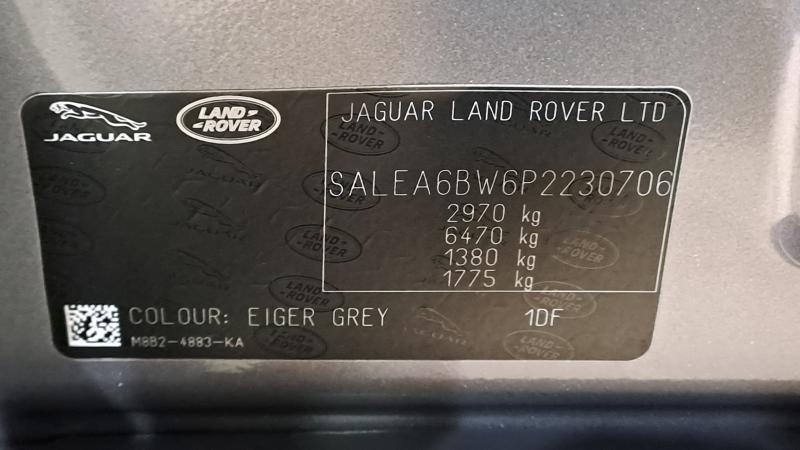 JAGUAR
LAND-
-ROVER
JAGUAR LAND ROVER LTD
SALEA6BW6P2230706
2970 kg
6470 kg
1380 kg
1775 kg
COLOUR: EIGER GREY 1DF
M8B2-4883-KA